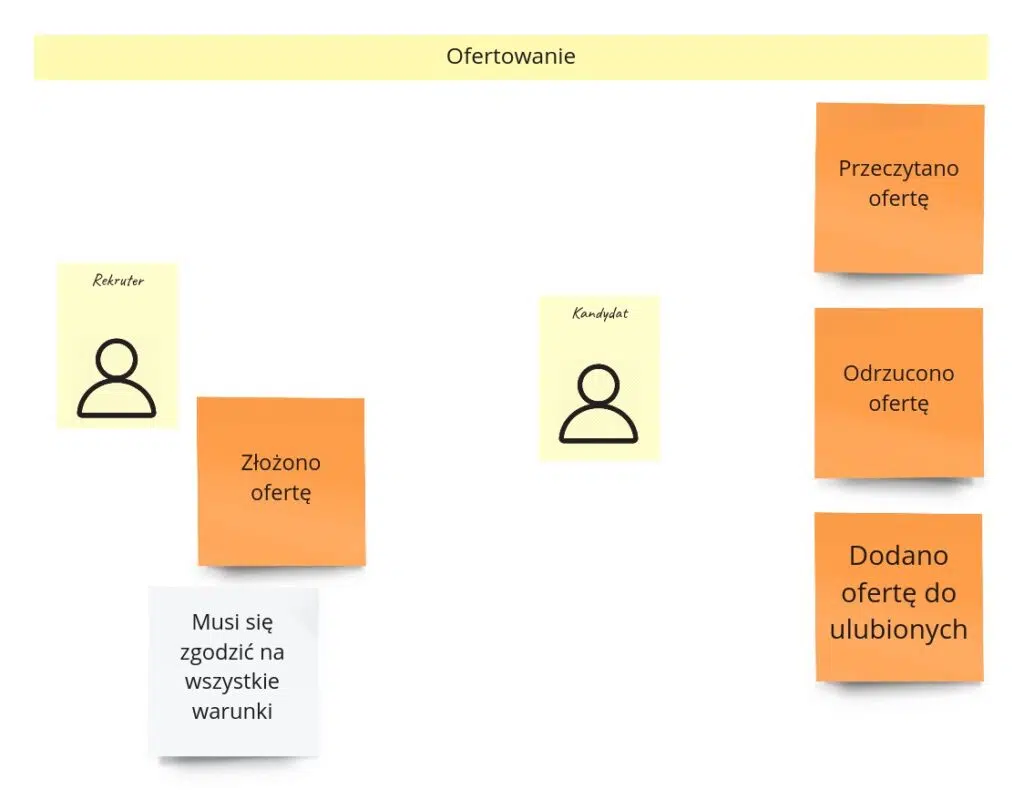 Ofertowanie
Przeczytano
ofertę
Rekruter
Kandydat
Odrzucono
ofertę
Złożono
ofertę
Dodano
ofertę do
ulubionych
Musi się
zgodzić na
wszystkie
warunki